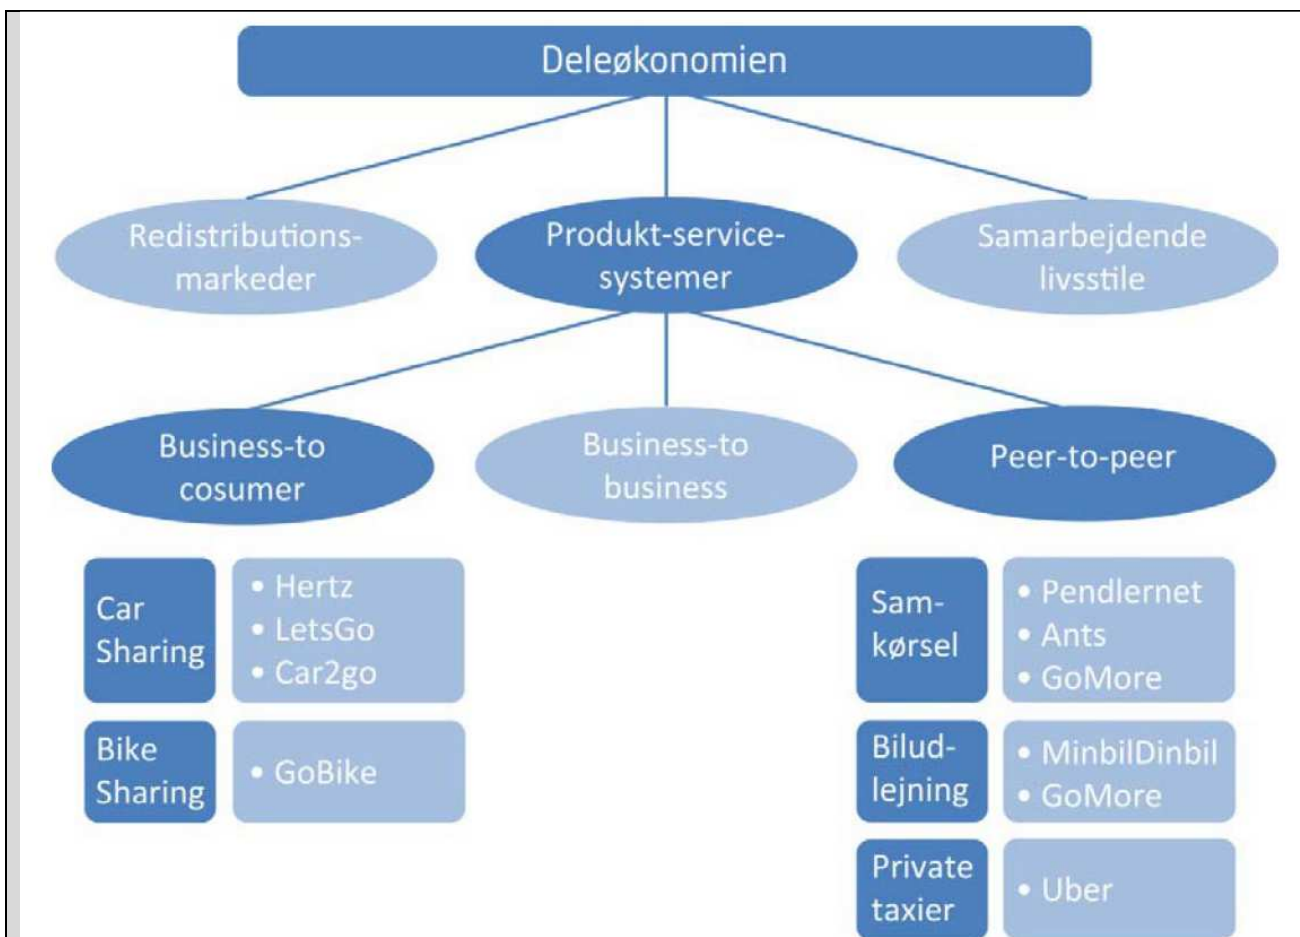 Deleøkonomien
Redistributions-
markeder
Produkt-service-
systemer
Samarbejdende
livsstile
Business-to
cosumer
Business-to
business
Peer-to-peer
Car
Sharing
• Hertz
• LetsGo
• Car2go
Bike
Sharing
• GoBike
Sam-
kørsel
• Pendlernet
• Ants
• GoMore
Bilud-
lejning
• MinbilDinbil
• GoMore
Private
taxier
• Uber